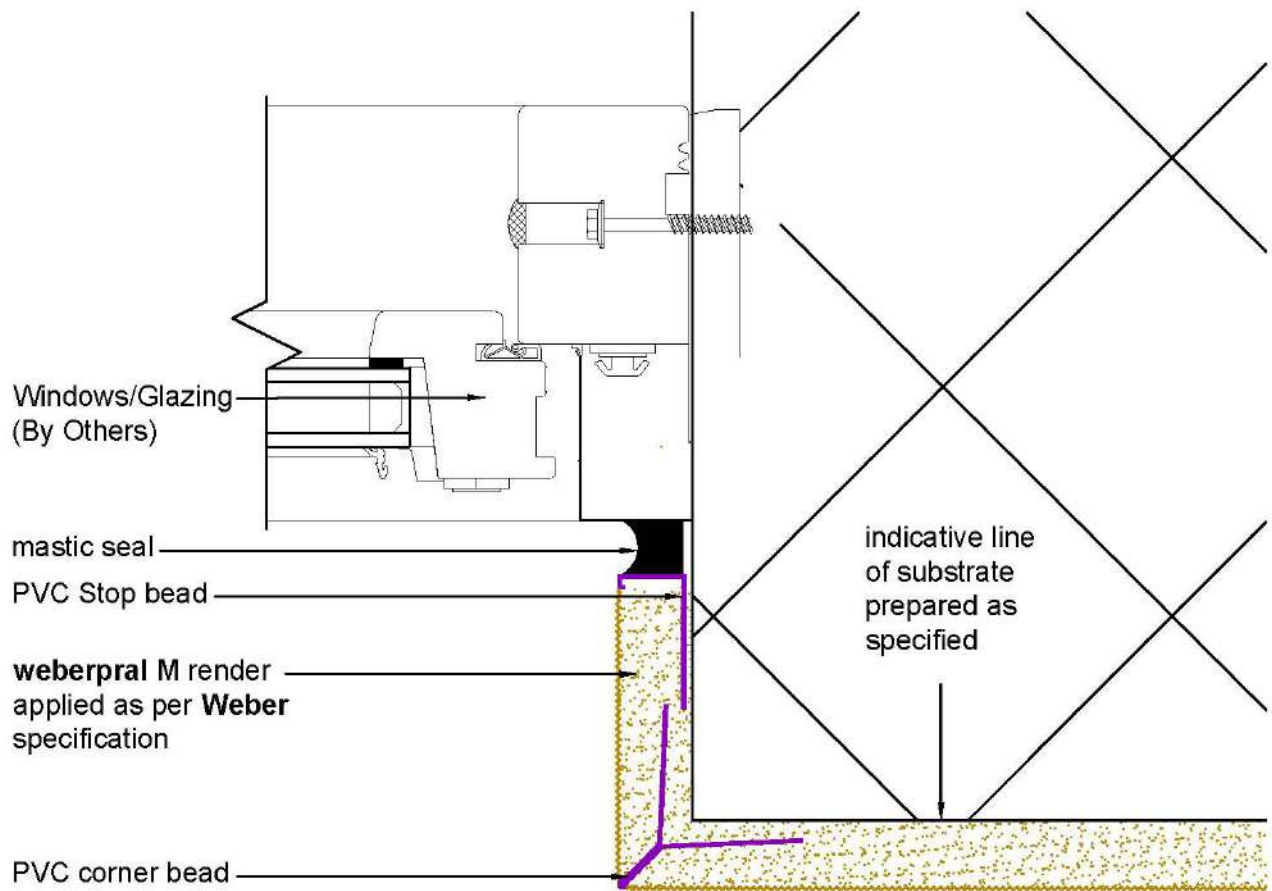 Windows/Glazing
(By Others)
mastic seal
PVC Stop bead
weberpral M render
applied as per Weber
specification
PVC corner bead
indicative line
of substrate
prepared as
specified